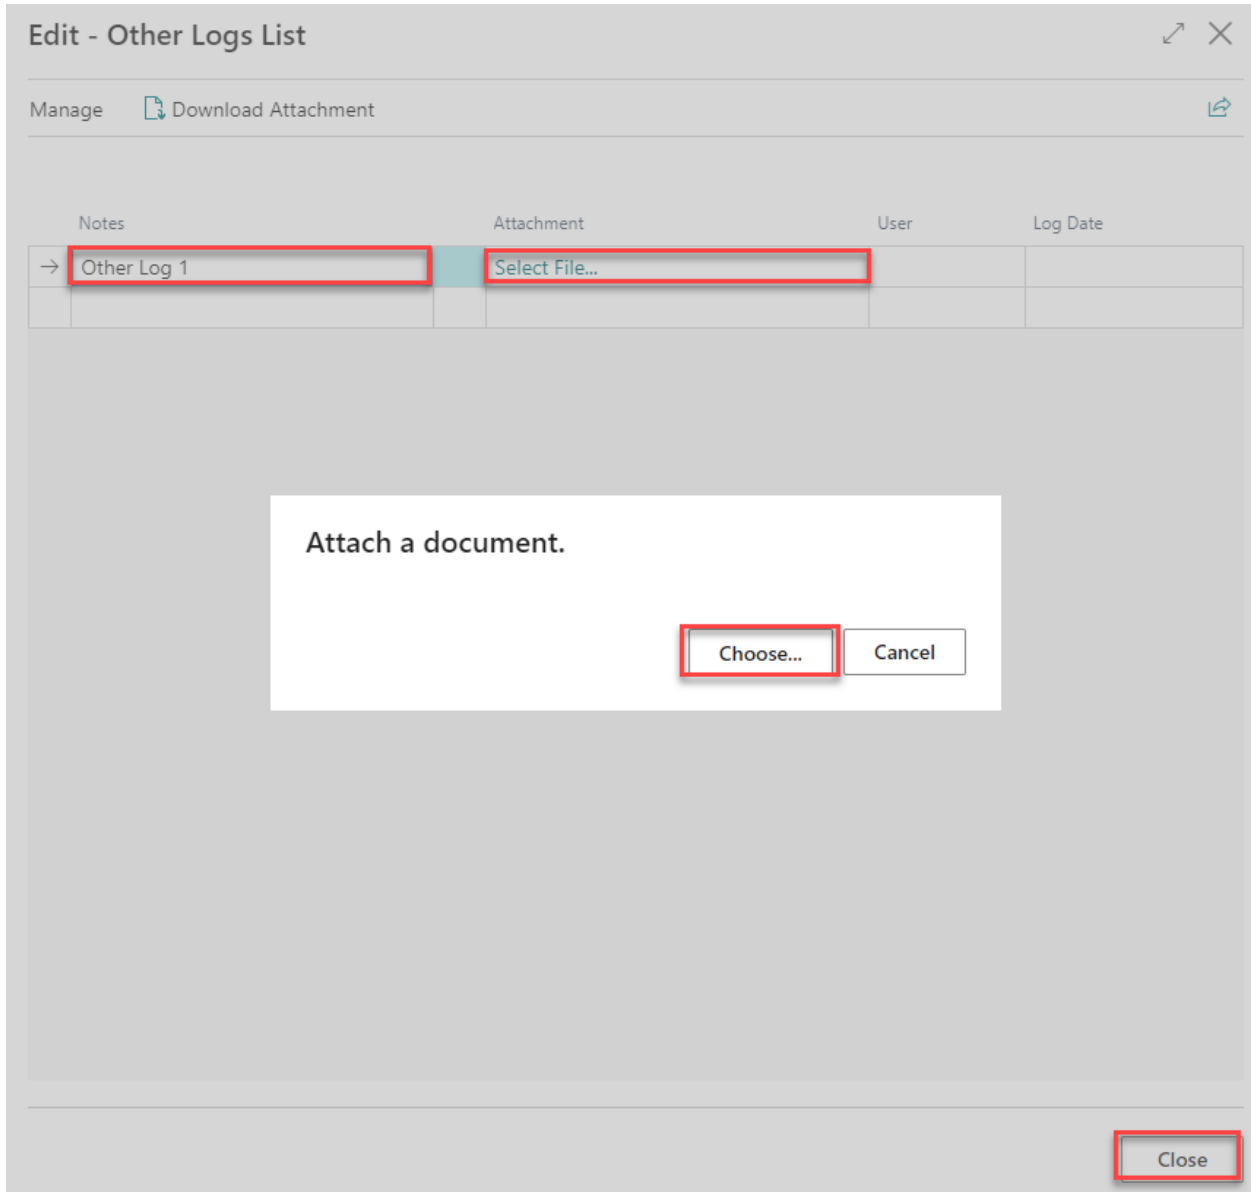 Edit - Other Logs List
Manage Download Attachment
Notes Attachment User Log Date
Other Log 1 Select File...
Attach a document.
Choose... Cancel
Close